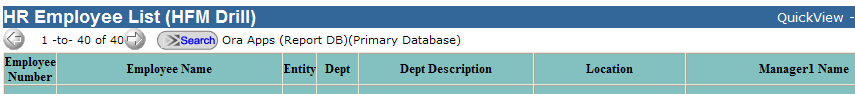 HR Employee List (HFM Drill) QuickView -
1 -to- 40 of 40 Search Ora Apps (Report DB)(Primary Database)
Employee Number Employee Name Entity Dept Dept Description Location Manager1 Name